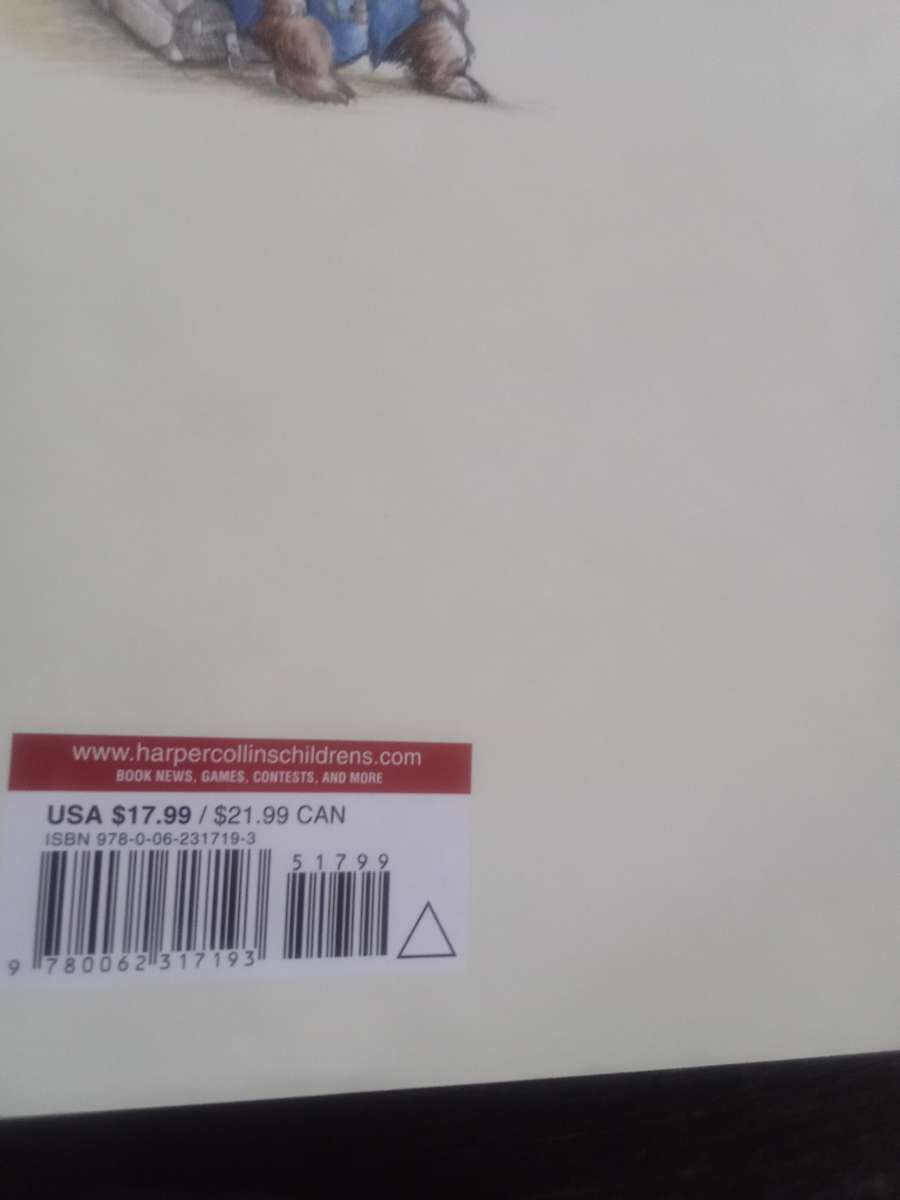 www.harpercollinschildrens.com
BOOK NEWS, GAMES, CONTESTS, AND MORE
USA $17.99 / $21.99 CAN
ISBN 978-0-06-231719-3
51799
9 780062 317193